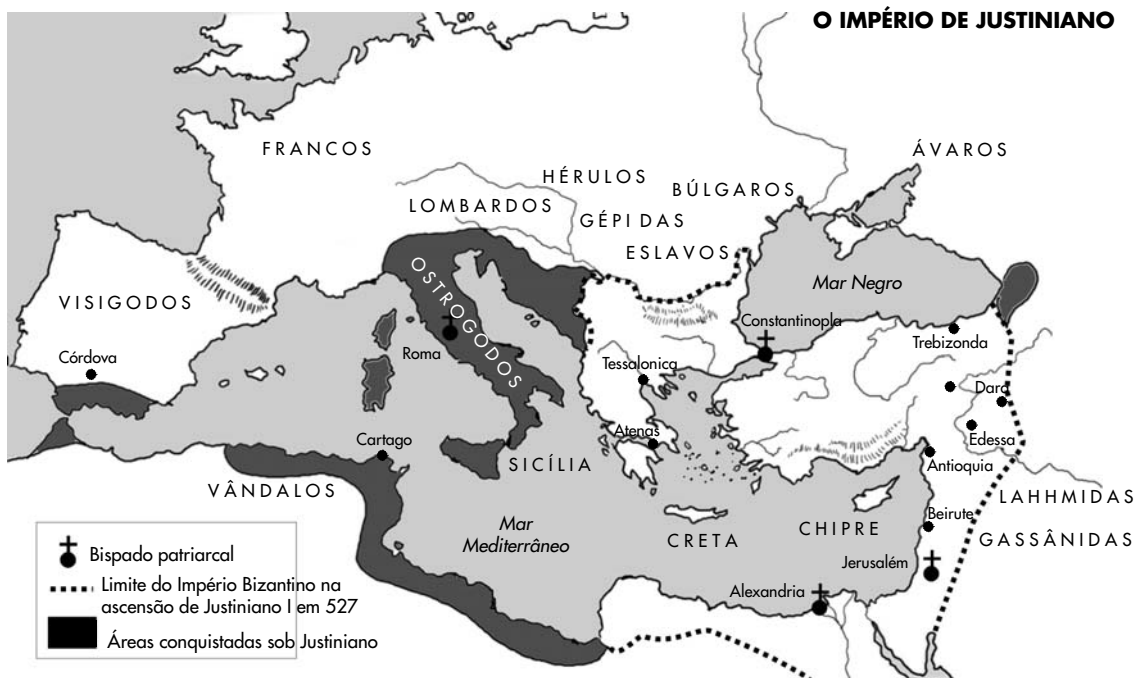 O IMPÉRIO DE JUSTINIANO
FRANCOS
ÁVAROS
HÉRULOS
BÚLGAROS
LOMBARDOS
GÉPIDAS
ESLAVOS
OSTROGODOS
Mar Negro
VISIGODOS
Constantinopla
Trebizonda
Roma
Córdova
Tessalonica
Dara
Edessa
Atenas
Cartago
SICÍLIA
Antioquia
VÂNDALOS
LAHHMIDAS
Mar
Mediterrâneo
CRETA
CHIPRE
Beirute
GASSÂNIDAS
Jerusalém
Alexandria
Bispado patriarcal
Limite do Império Bizantino na
ascensão de Justiniano I em 527
Áreas conquistadas sob Justiniano